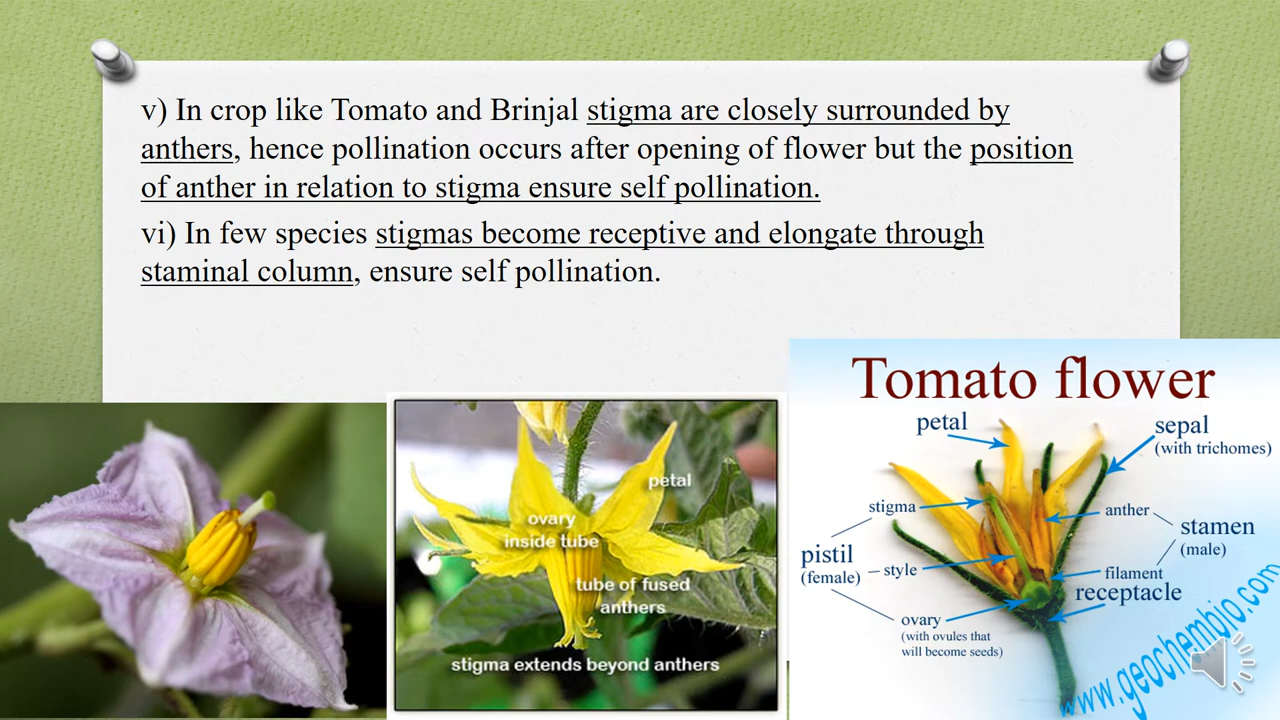 v) In crop like Tomato and Brinjal stigma are closely surrounded by
anthers, hence pollination occurs after opening of flower but the position
of anther in relation to stigma ensure self pollination.
vi) In few species stigmas become receptive and elongate through
staminal column, ensure self pollination.
petal
ovary
inside tube
tube of fused
anthers
stigma extends beyond anthers
Tomato flower
petal
sepal
(with trichomes)
stigma
anther
stamen
(male)
pistil
(female)
style
filament
receptacle
ovary
(with ovules that
will become seeds)
www.geochembio.com